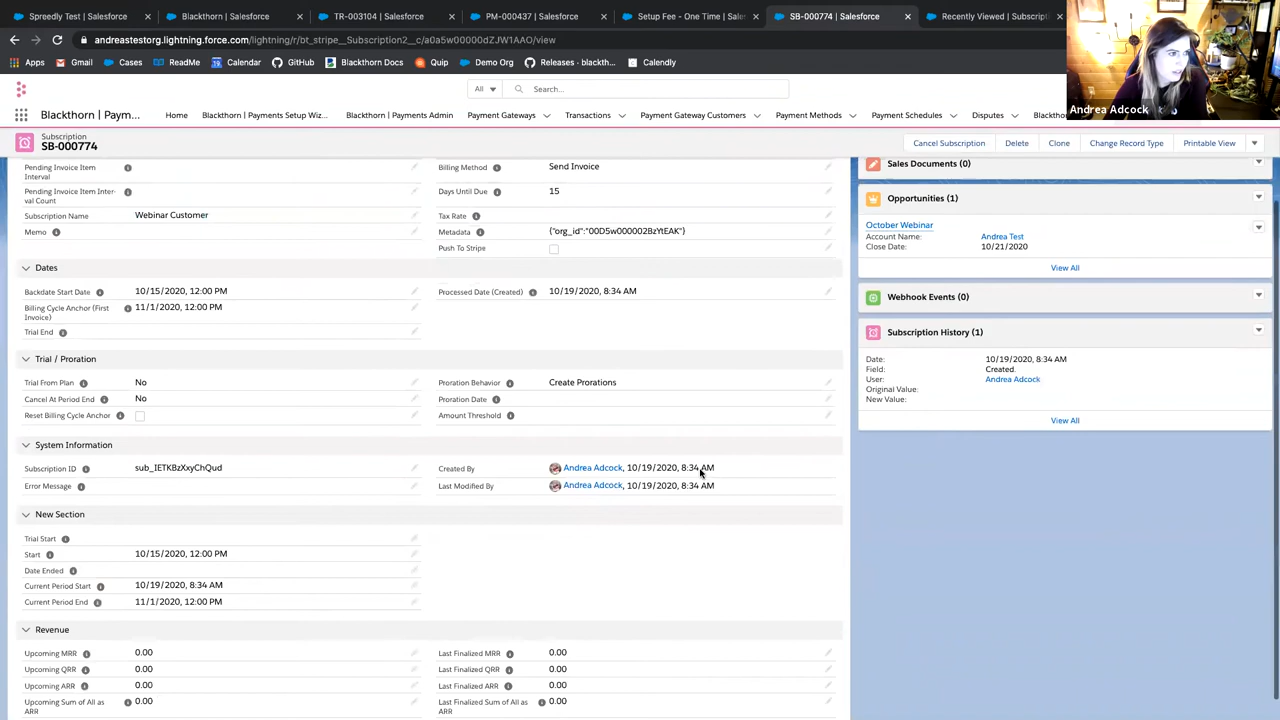 Spreedly Test | Salesforce
Blackthorn | Salesforce
TR-003104 | Salesforce
PM-000437 | Salesforce
Setup Fee - One Time | Sales
SB-000774 | Salesforce
Recently Viewed | Subscript
andreastestorg.lightning.force.com/lightning/r/bt_stripe__Subscription2__c/a0a5w00000dZJW1AAO/view
Apps Gmail Cases ReadMe Calendar GitHub Blackthorn Docs Quip Demo Org Releases - blackth... Calendly
Andrea Adcock
All Search...
Blackthorn | Paym... Home Blackthorn | Payments Setup Wiz... Blackthorn | Payments Admin Payment Gateways Transactions Payment Gateway Customers Payment Methods Payment Schedules Disputes Blackthor
Subscription
SB-000774
Cancel Subscription Delete Clone Change Record Type Printable View
Pending Invoice Item Interval
Billing Method Send Invoice
Pending Invoice Item Inter val Count
Days Until Due 15
Subscription Name Webinar Customer
Tax Rate
Memo
Metadata {"org_id":"00D5w000002BzYtEAK"}
Push To Stripe
Dates
Backdate Start Date 10/15/2020, 12:00 PM
Processed Date (Created) 10/19/2020, 8:34 AM
Billing Cycle Anchor (First Invoice) 11/1/2020, 12:00 PM
Trial End
Trial / Proration
Trial From Plan No
Proration Behavior Create Prorations
Cancel At Period End No
Proration Date
Reset Billing Cycle Anchor
Amount Threshold
System Information
Subscription ID sub_IETKBzXxyChQud
Created By Andrea Adcock, 10/19/2020, 8:34 AM
Error Message
Last Modified By Andrea Adcock, 10/19/2020, 8:34 AM
New Section
Trial Start
Start 10/15/2020, 12:00 PM
Date Ended
Current Period Start 10/19/2020, 8:34 AM
Current Period End 11/1/2020, 12:00 PM
Revenue
Upcoming MRR 0.00
Last Finalized MRR 0.00
Upcoming QRR 0.00
Last Finalized QRR 0.00
Upcoming ARR 0.00
Last Finalized ARR 0.00
Upcoming Sum of All as ARR 0.00
Last Finalized Sum of All as ARR 0.00
Sales Documents (0)
Opportunities (1)
October Webinar
Account Name: Andrea Test
Close Date: 10/21/2020
View All
Webhook Events (0)
Subscription History (1)
Date: 10/19/2020, 8:34 AM
Field: Created.
User: Andrea Adcock
Original Value:
New Value:
View All